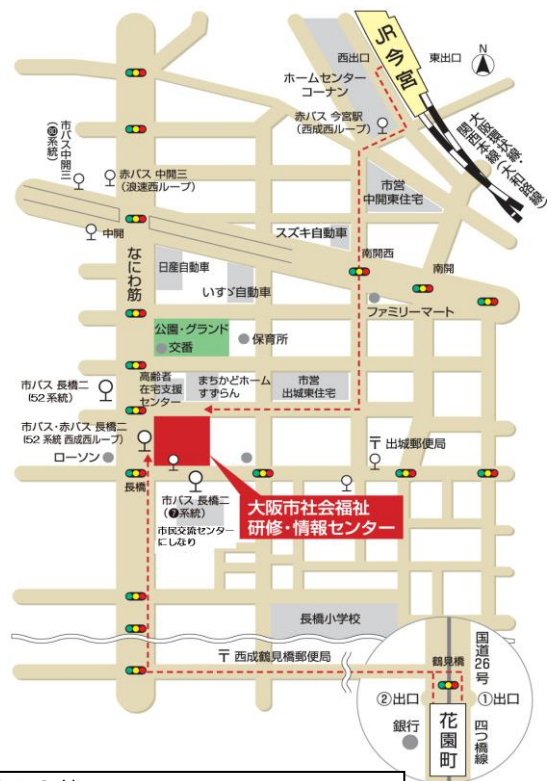 JR今宮
西出口
東出口
N
ホームセンター
コーナン
赤バス 今宮駅
(西成西ループ)
大阪環状線・
関西本線(大和路線)
市バス中開三
(80系統)
赤バス 中開三
(浪速西ループ)
市営
中開東住宅
中開
スズキ自動車
なにわ筋
日産自動車
南開西
南開
いすゞ自動車
ファミリーマート
公園・グランド
交番
保育所
市バス 長橋二
(52系統)
高齢者
在宅支援
センター
まちかどホーム
すずらん
市営
出城東住宅
市バス・赤バス 長橋二
(52系統 西成西ループ)
ローソン
〒出城郵便局
長橋
市バス 長橋二
(❼系統)
市民交流センター
にしなり
大阪市社会福祉
研修・情報センター
長橋小学校
〒西成鶴見橋郵便局
鶴見橋
国道26号
②出口
①出口
銀行
花園町
四つ橋線